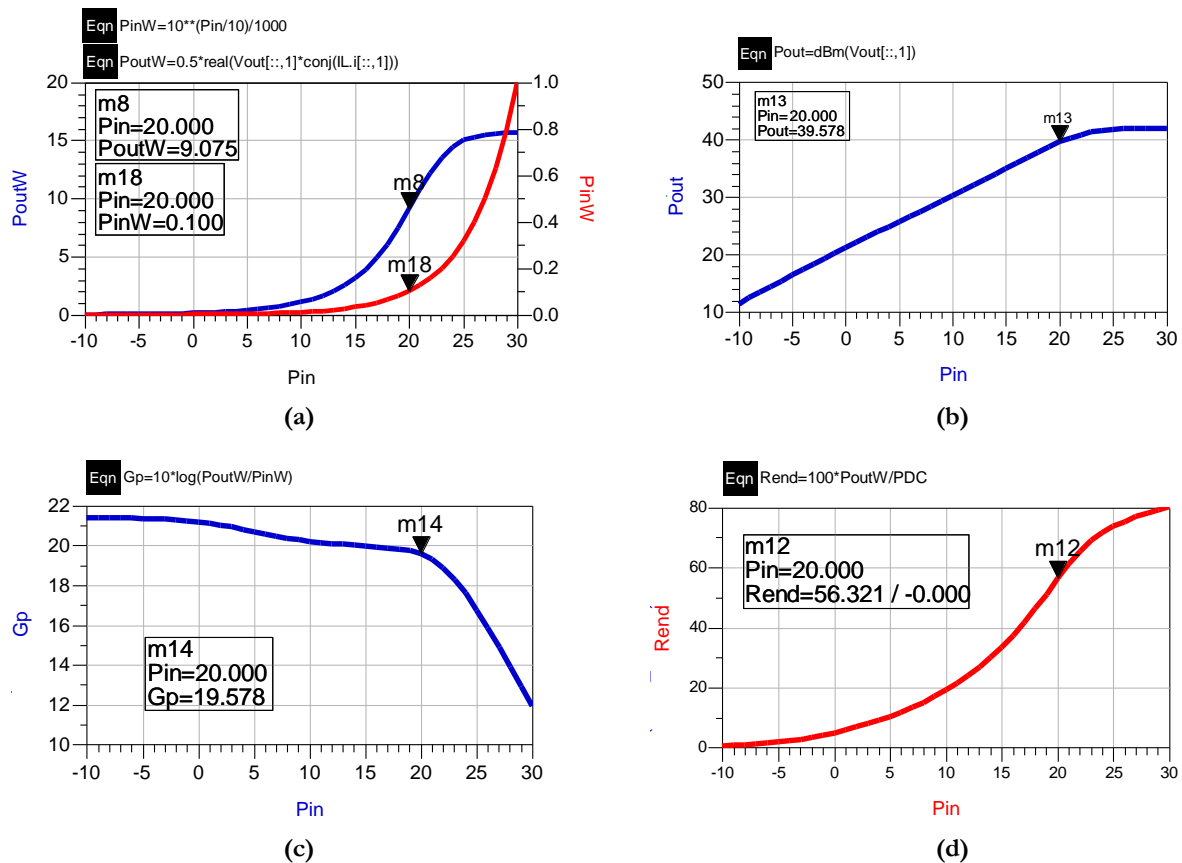 Eqn PinW=10**(Pin/10)/1000
Eqn PoutW=0.5*real(Vout[::,1]*conj(IL.i[::,1]))
20
15
10
5
0
PoutW
m8
Pin=20.000
PoutW=9.075
m18
Pin=20.000
PinW=0.100
m8
m18
1.0
0.8
0.6
0.4
0.2
0.0
PinW
-10 -5 0 5 10 15 20 25 30
Pin
(a)
Eqn Pout=dBm(Vout[::,1])
50
40
30
20
10
Pout
m13
Pin=20.000
Pout=39.578
m13
-10 -5 0 5 10 15 20 25 30
Pin
(b)
Eqn Gp=10*log(PoutW/PinW)
22
20
18
16
14
12
10
Gp
m14
m14
Pin=20.000
Gp=19.578
-10 -5 0 5 10 15 20 25 30
Pin
(c)
Eqn Rend=100*PoutW/PDC
80
60
40
20
0
Rend
m12
Pin=20.000
Rend=56.321 / -0.000
m12
-10 -5 0 5 10 15 20 25 30
Pin
(d)